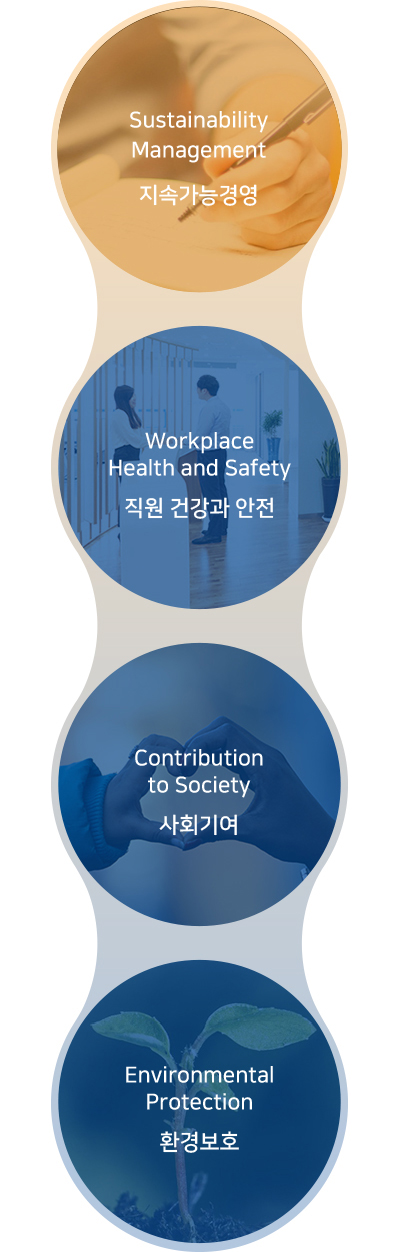 Sustainability
Management
지속가능경영
Workplace
Health and Safety
직원 건강과 안전
Contribution
to Society
사회기여
Environmental
Protection
환경보호